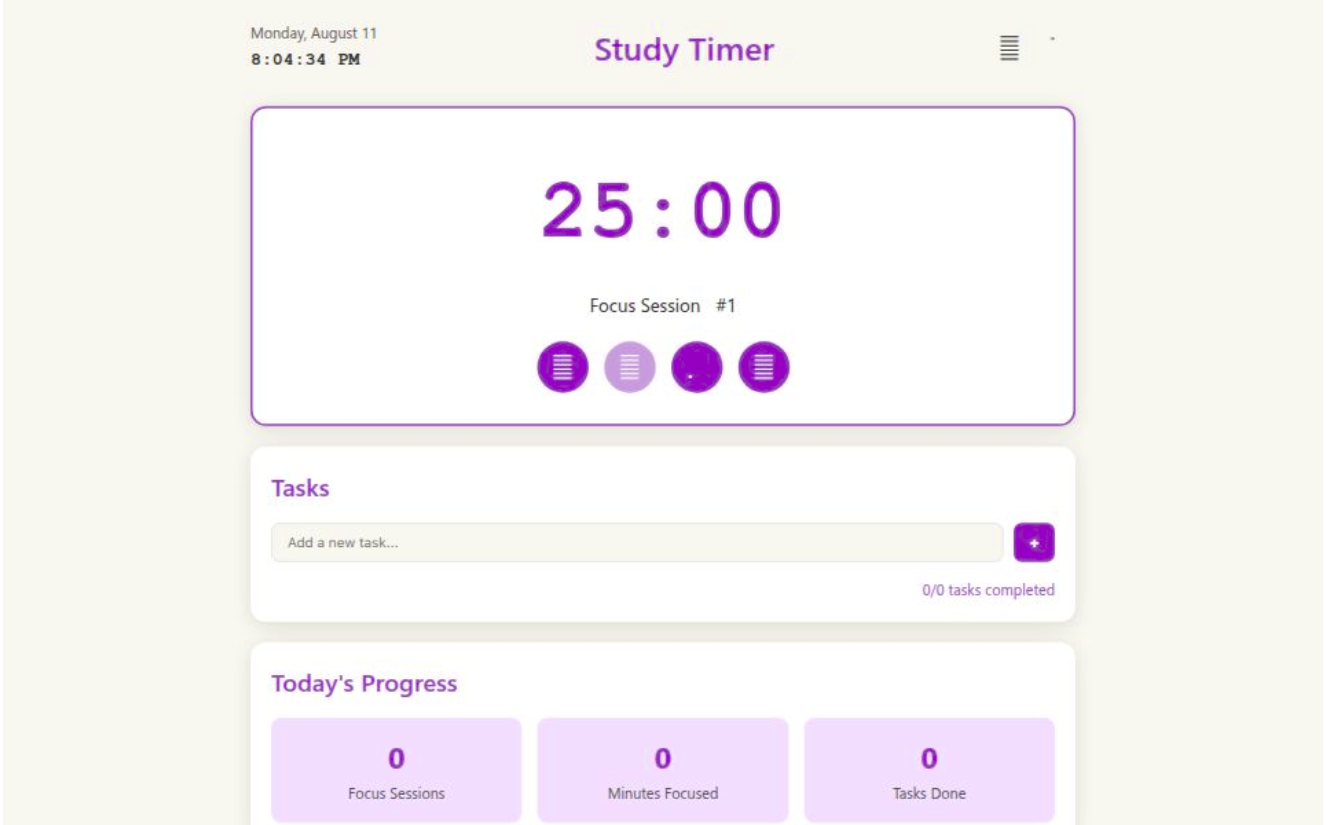 Monday, August 11
8:04:34 PM
Study Timer
25:00
Focus Session #1
Tasks
Add a new task...
+
0/0 tasks completed
Today's Progress
0
Focus Sessions
0
Minutes Focused
0
Tasks Done